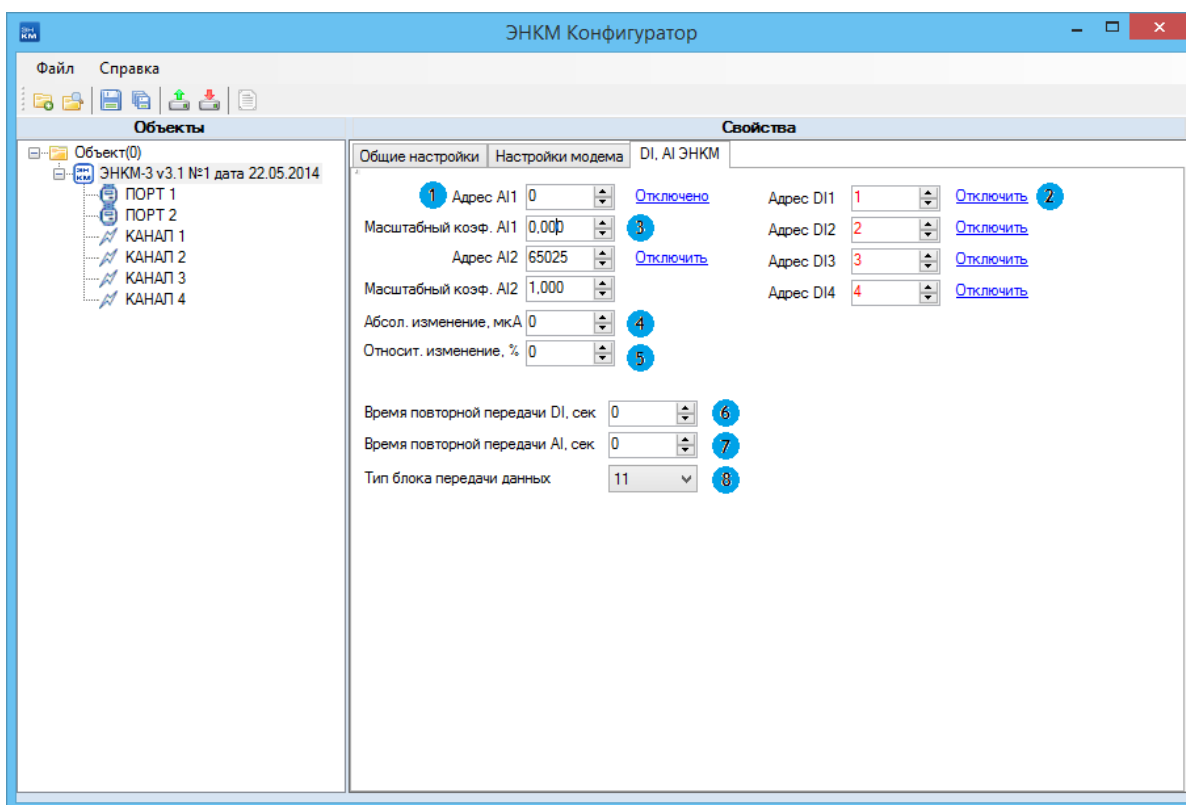 ЭНКМ Конфигуратор
Файл Справка
Объекты
Свойства
Объект(0)
ЭНКМ-3 v3.1 №1 дата 22.05.2014
ПОРТ 1
ПОРТ 2
КАНАЛ 1
КАНАЛ 2
КАНАЛ 3
КАНАЛ 4
Общие настройки Настройки модема DI, AI ЭНКМ
1 Адрес AI1 0 Отключено Адрес DI1 1 Отключить 2
Масштабный коэф. AI1 0,000 3 Адрес DI2 2 Отключить
Адрес AI2 65025 Отключить Адрес DI3 3 Отключить
Масштабный коэф. AI2 1,000 Адрес DI4 4 Отключить
Абсол. изменение, мкА 0 4
Относит. изменение, % 0 5
Время повторной передачи DI, сек 0 6
Время повторной передачи AI, сек 0 7
Тип блока передачи данных 11 8